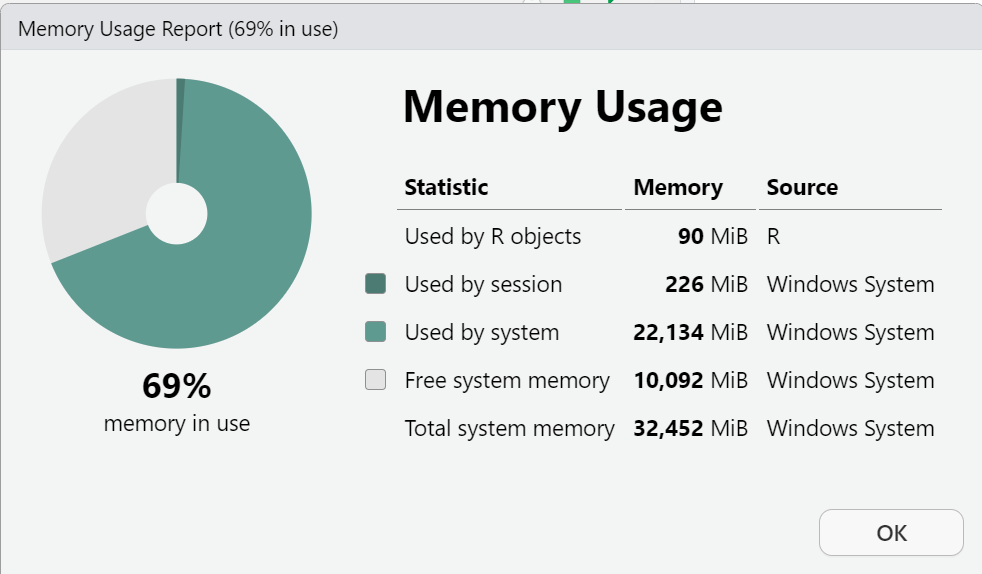 Memory Usage Report (69% in use)
Memory Usage
Statistic Memory Source
Used by R objects 90 MiB R
Used by session 226 MiB Windows System
Used by system 22,134 MiB Windows System
Free system memory 10,092 MiB Windows System
Total system memory 32,452 MiB Windows System
69%
memory in use
OK